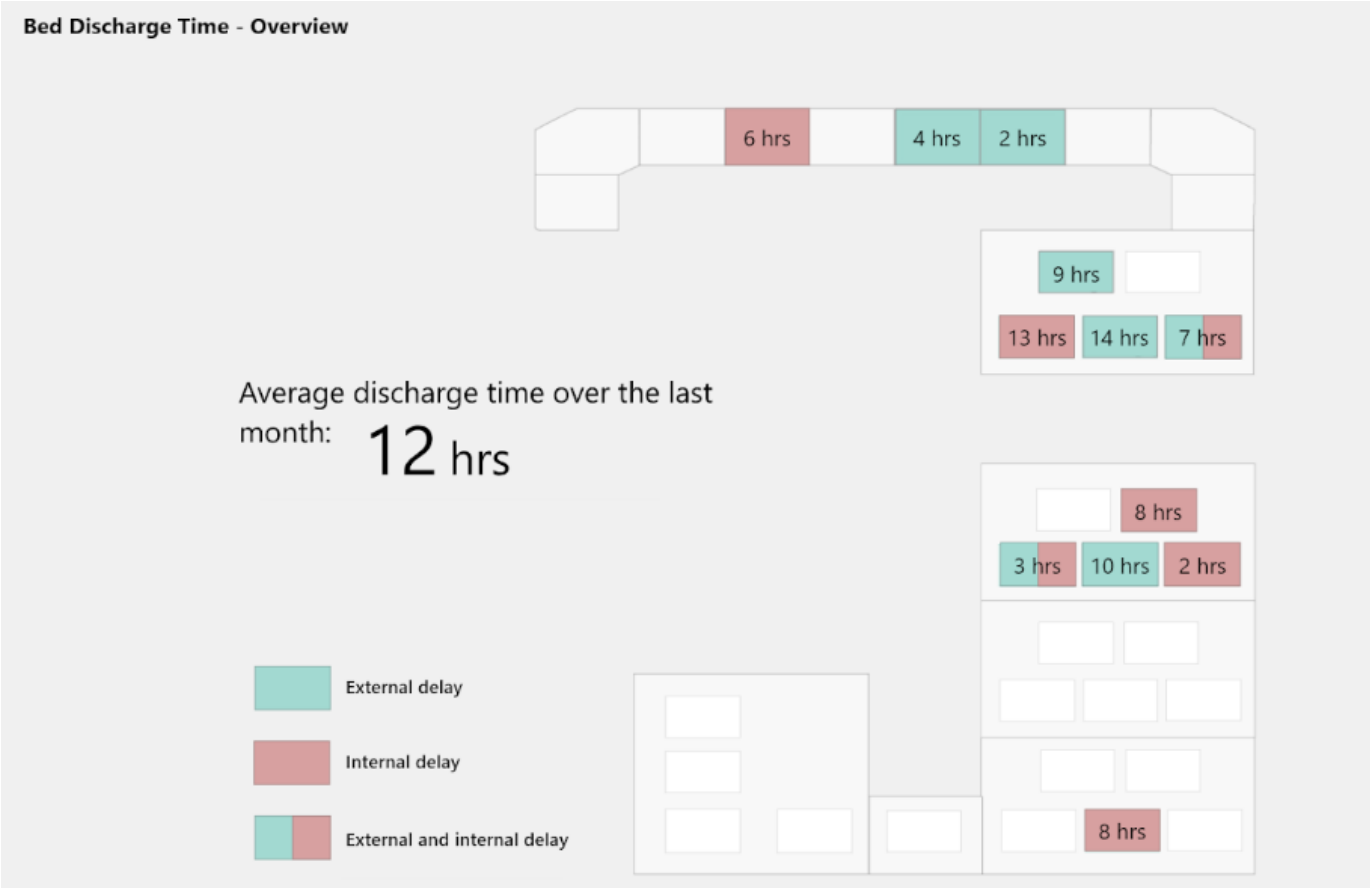 Bed Discharge Time - Overview
6 hrs
4 hrs
2 hrs
9 hrs
13 hrs
14 hrs
7 hrs
Average discharge time over the last
month: 12 hrs
8 hrs
3 hrs
10 hrs
2 hrs
External delay
Internal delay
External and internal delay
8 hrs